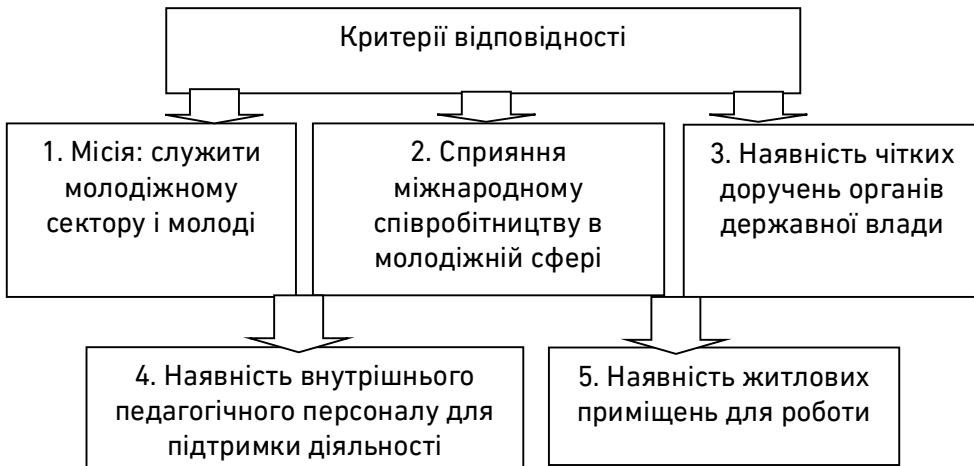 Критерії відповідності
1. Місія: служити
молодіжному
сектору і молоді
2. Сприяння
міжнародному
співробітництву в
молодіжній сфері
3. Наявність чітких
доручень органів
державної влади
4. Наявність внутрішнього
педагогічного персоналу для
підтримки діяльності
5. Наявність житлових
приміщень для роботи